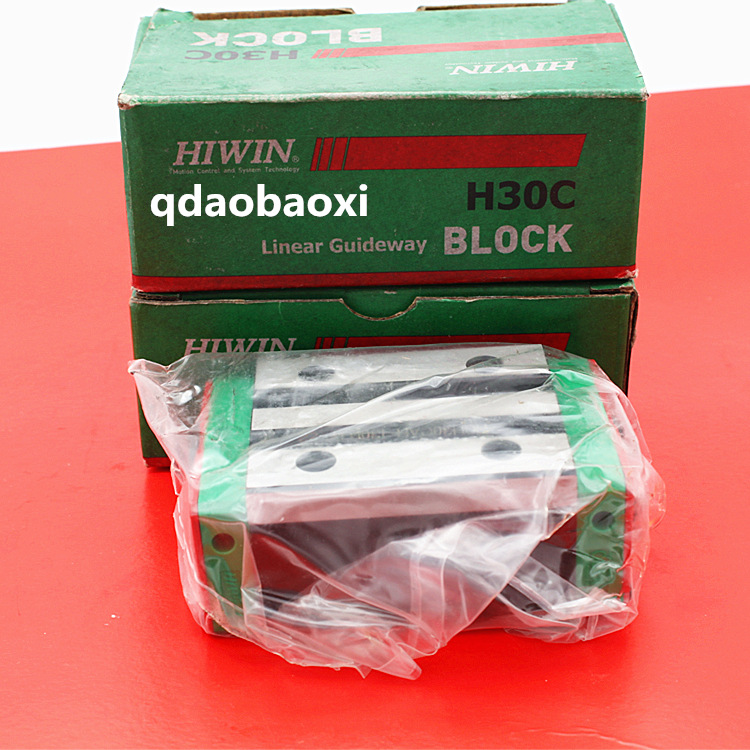 H30C
BLOCK
HIWIN
HIWIN®
Motion Control and System Technology
qdaobaoxi
H30C
Linear Guideway BLOCK
HIWIN